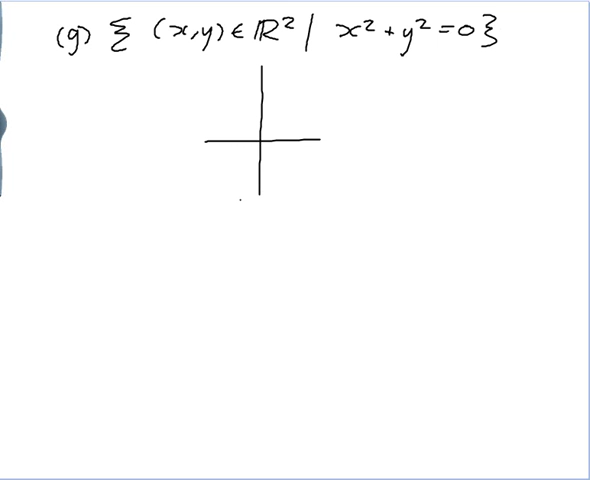 (g) { (x,y) ∈ ℝ² | x² + y² = 0 }